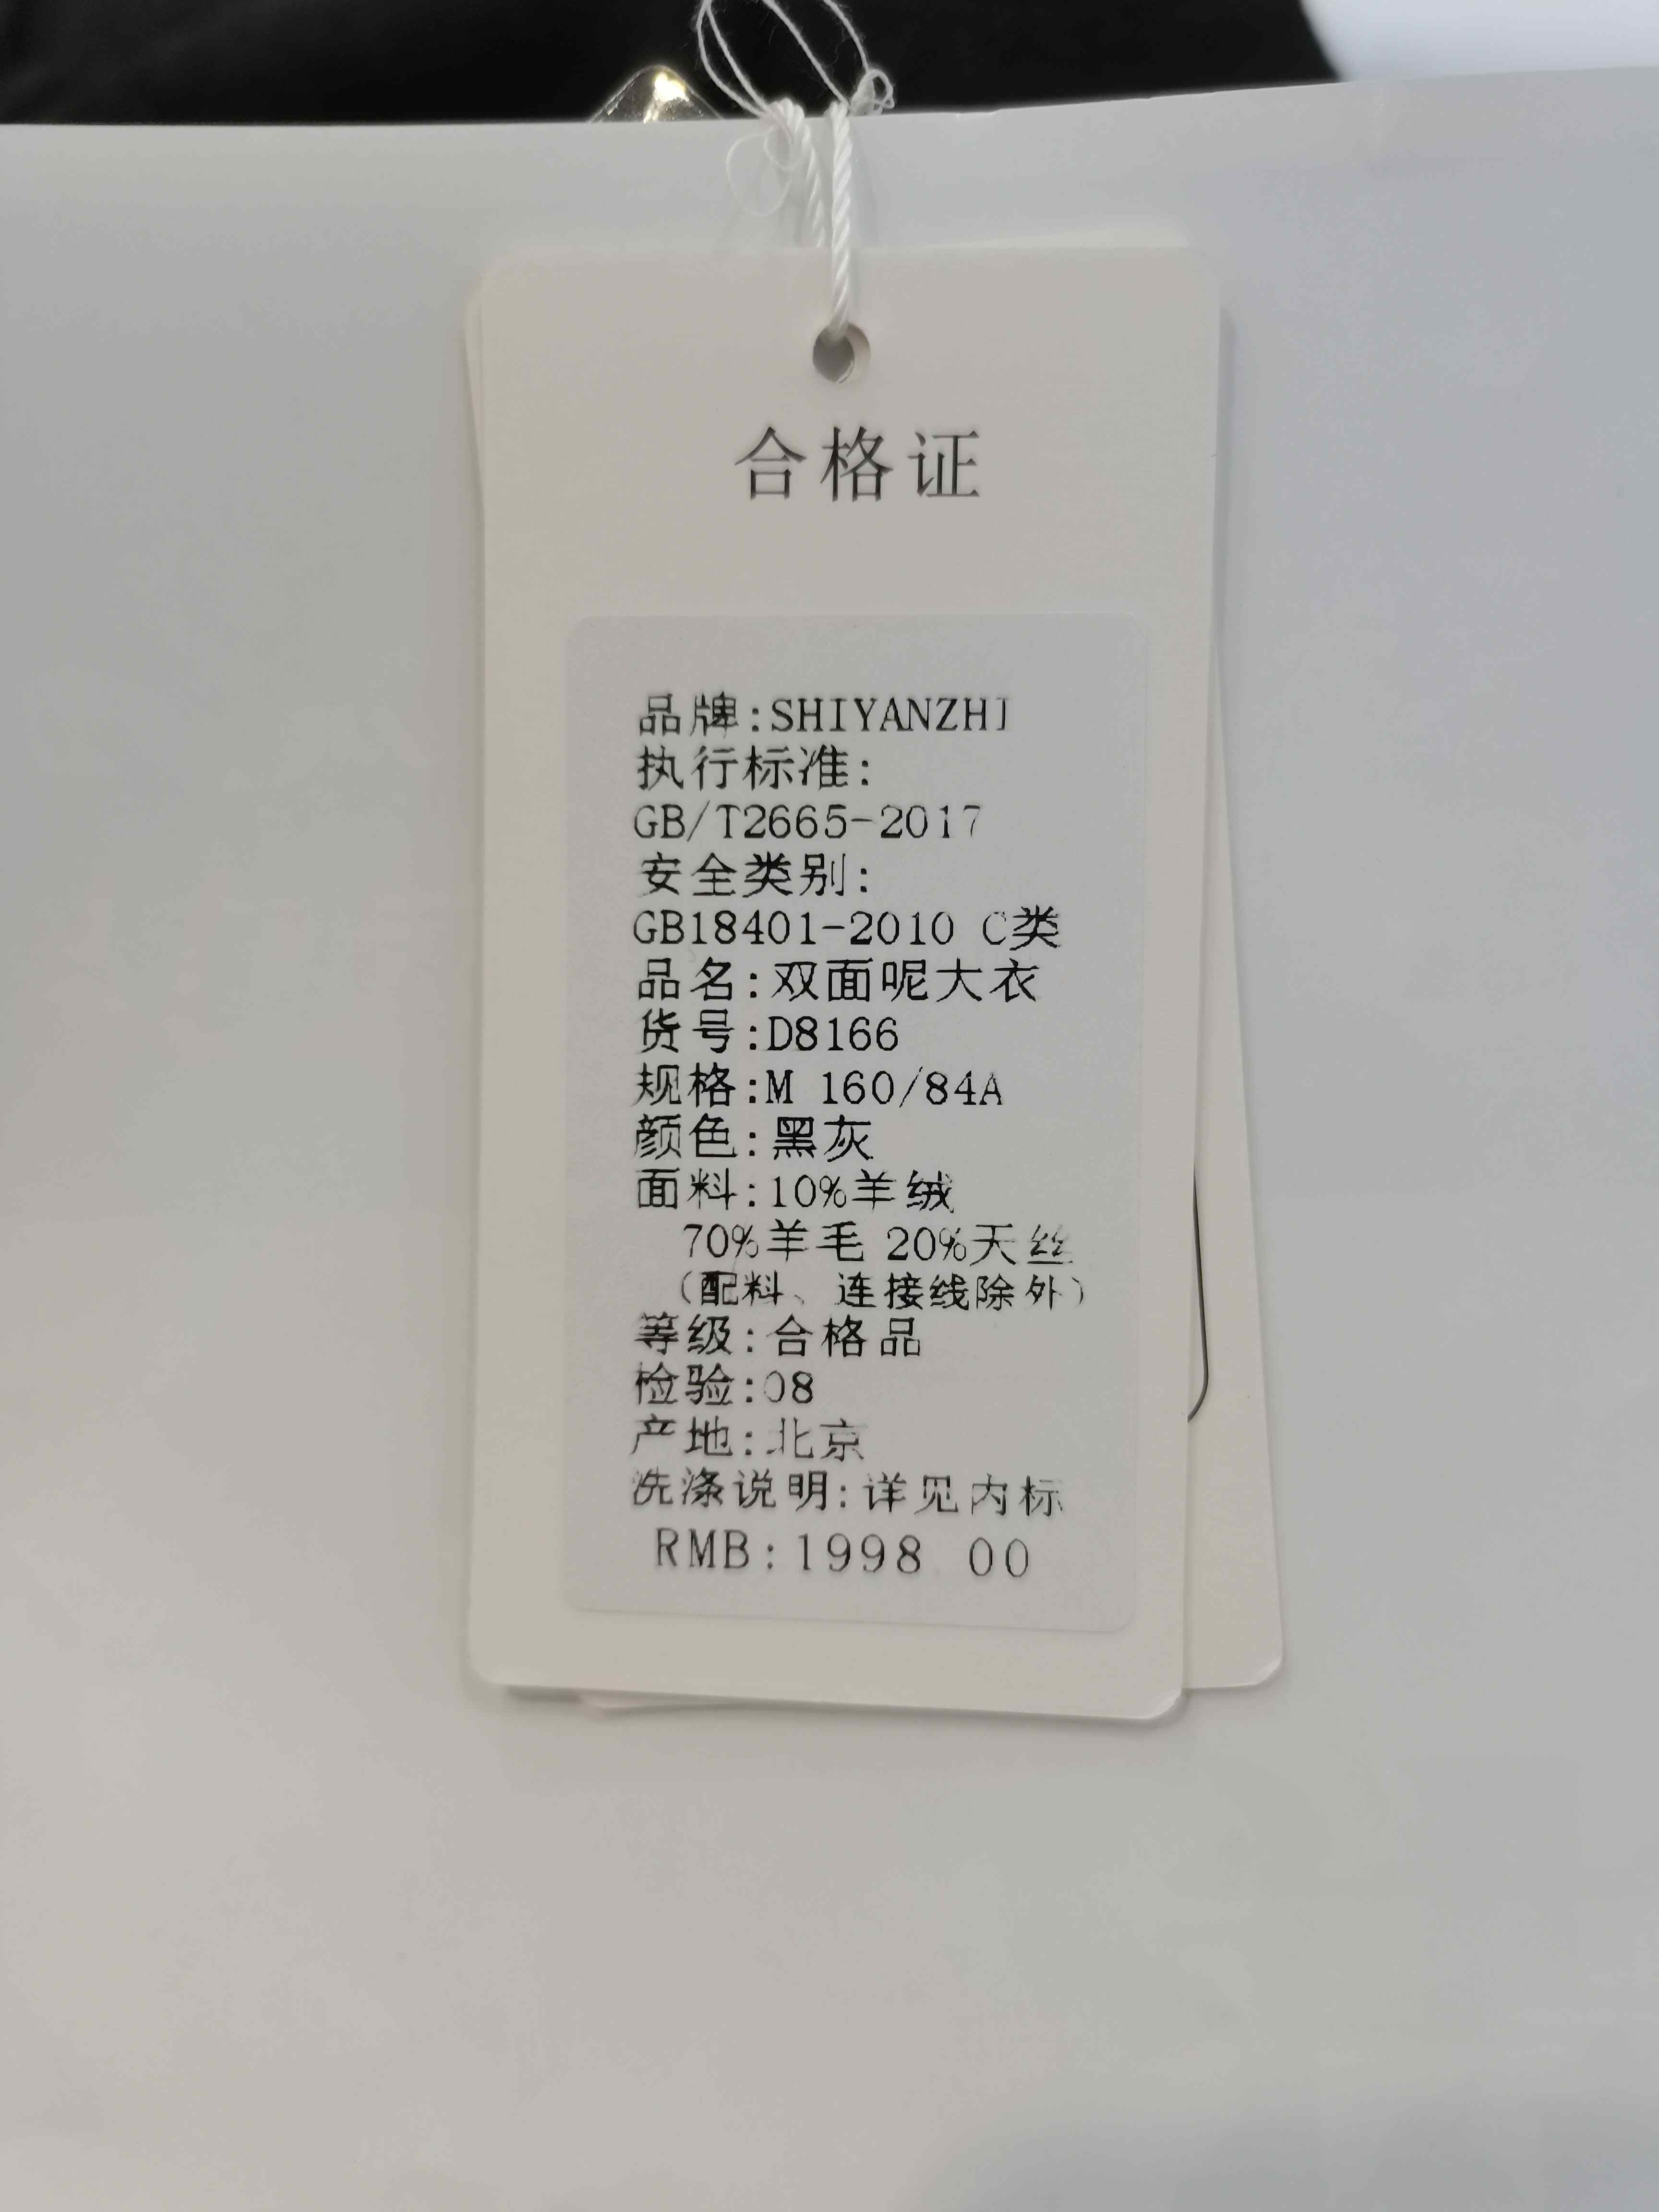 合格证
品牌:SHIYANZHI
执行标准:
GB/T2665-2017
安全类别:
GB18401-2010 C类
品名:双面呢大衣
货号:D8166
规格:M 160/84A
颜色:黑灰
面料:10%羊绒
70%羊毛 20%天丝
(配料、连接线除外)
等级:合格品
检验:08
产地:北京
洗涤说明:详见内标
RMB:1998 00